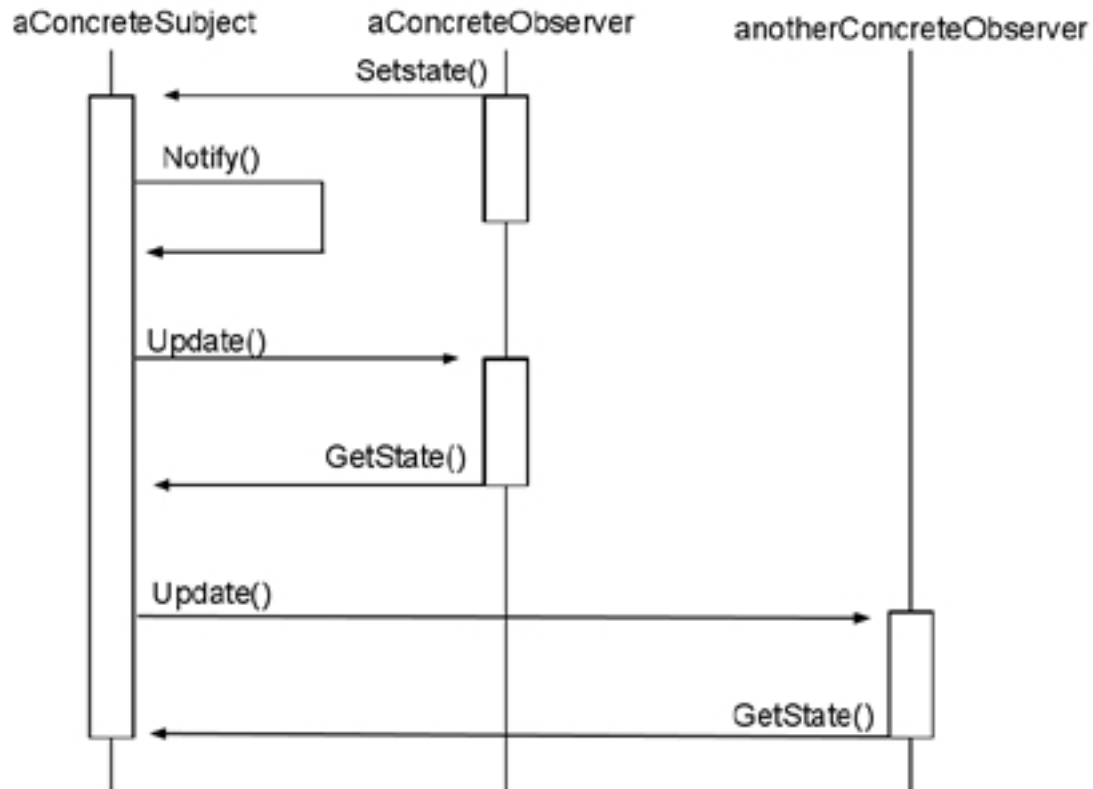 aConcreteSubject
aConcreteObserver
anotherConcreteObserver
Setstate()
Notify()
Update()
GetState()
Update()
GetState()